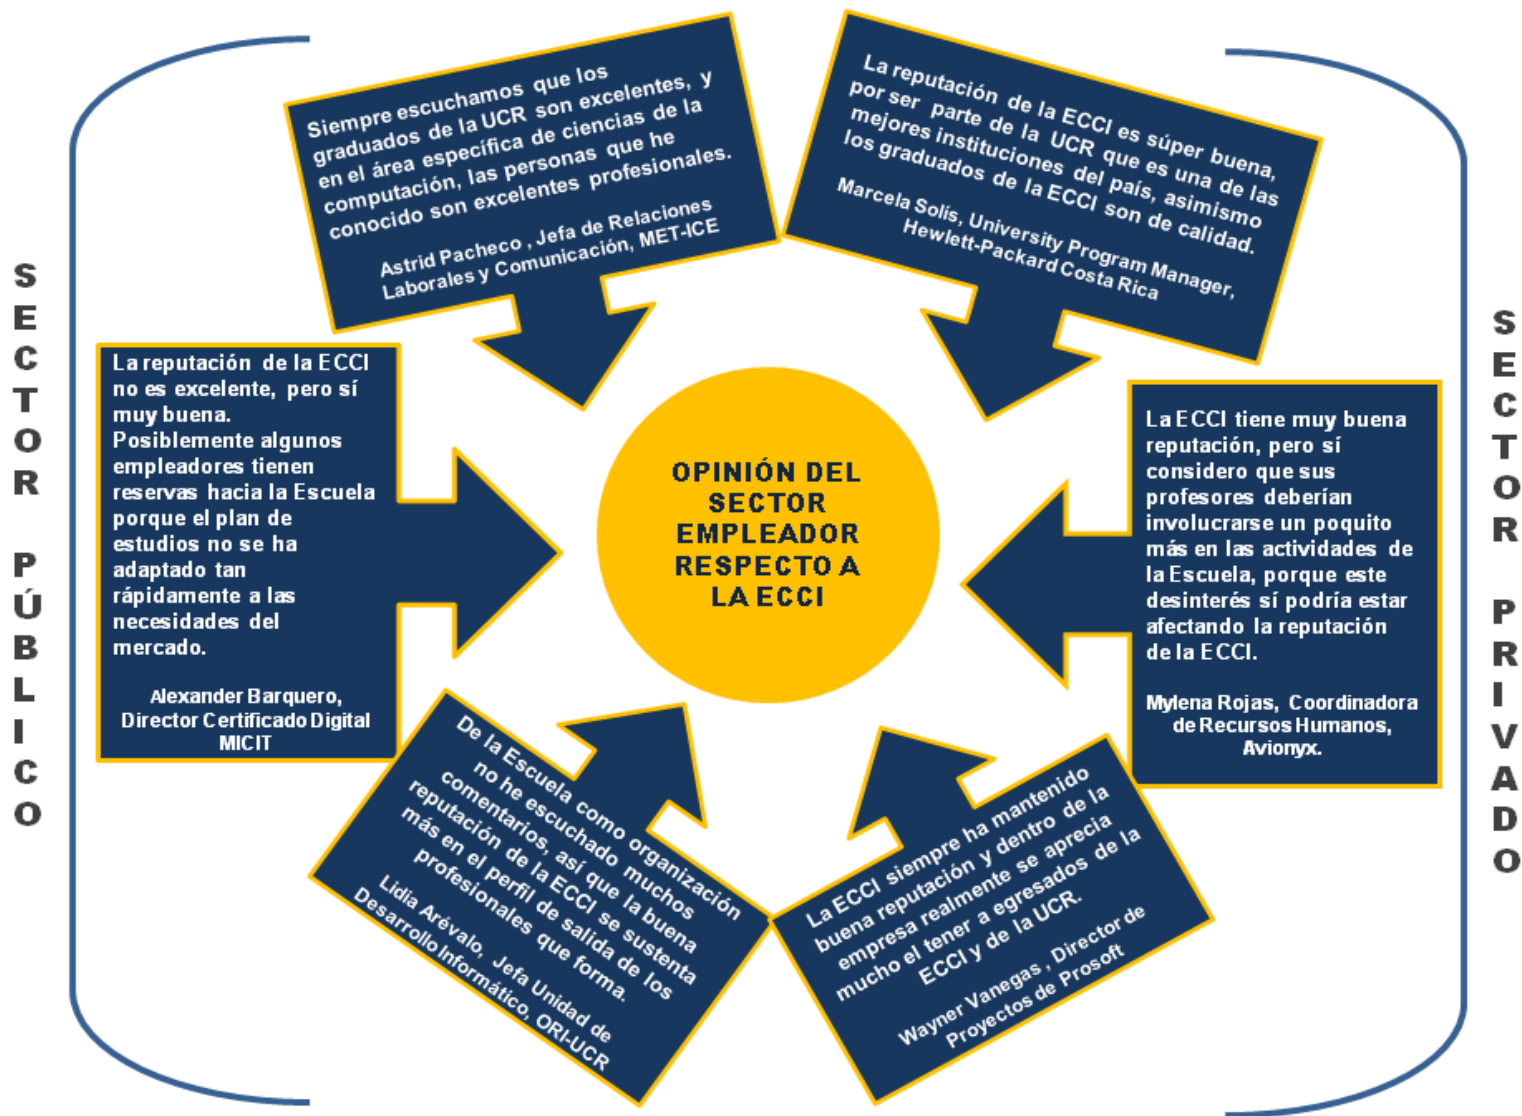 SECTOR PÚBLICO
Siempre escuchamos que los
graduados de la UCR son excelentes, y
en el área específica de ciencias de la
computación, las personas que he
conocido son excelentes profesionales.
Astrid Pacheco , Jefa de Relaciones
Laborales y Comunicación, MET-ICE
La reputación de la ECCI
no es excelente, pero sí
muy buena.
Posiblemente algunos
empleadores tienen
reservas hacia la Escuela
porque el plan de
estudios no se ha
adaptado tan
rápidamente a las
necesidades del
mercado.
Alexander Barquero,
Director Certificado Digital
MICIT
De la Escuela como organización
no he escuchado muchos
comentarios, así que la buena
reputación de la ECCI se sustenta
más en el perfil de salida de los
profesionales que forma.
Lidia Arévalo, Jefa Unidad de
Desarrollo Informático, ORI-UCR
OPINIÓN DEL
SECTOR
EMPLEADOR
RESPECTO A
LA ECCI
La reputación de la ECCI es súper buena,
por ser parte de la UCR que es una de las
mejores instituciones del país, asimismo
los graduados de la ECCI son de calidad.
Marcela Solís, University Program Manager,
Hewlett-Packard Costa Rica
La ECCI tiene muy buena
reputación, pero sí
considero que sus
profesores deberían
involucrarse un poquito
más en las actividades de
la Escuela, porque este
desinterés sí podría estar
afectando la reputación
de la ECCI.
Mylena Rojas, Coordinadora
de Recursos Humanos,
Avionyx.
La ECCI siempre ha mantenido
buena reputación y dentro de la
empresa realmente se aprecia
mucho el tener a egresados de la
ECCI y de la UCR.
Wayner Vanegas , Director de
Proyectos de Prosoft
SECTOR PRIVADO